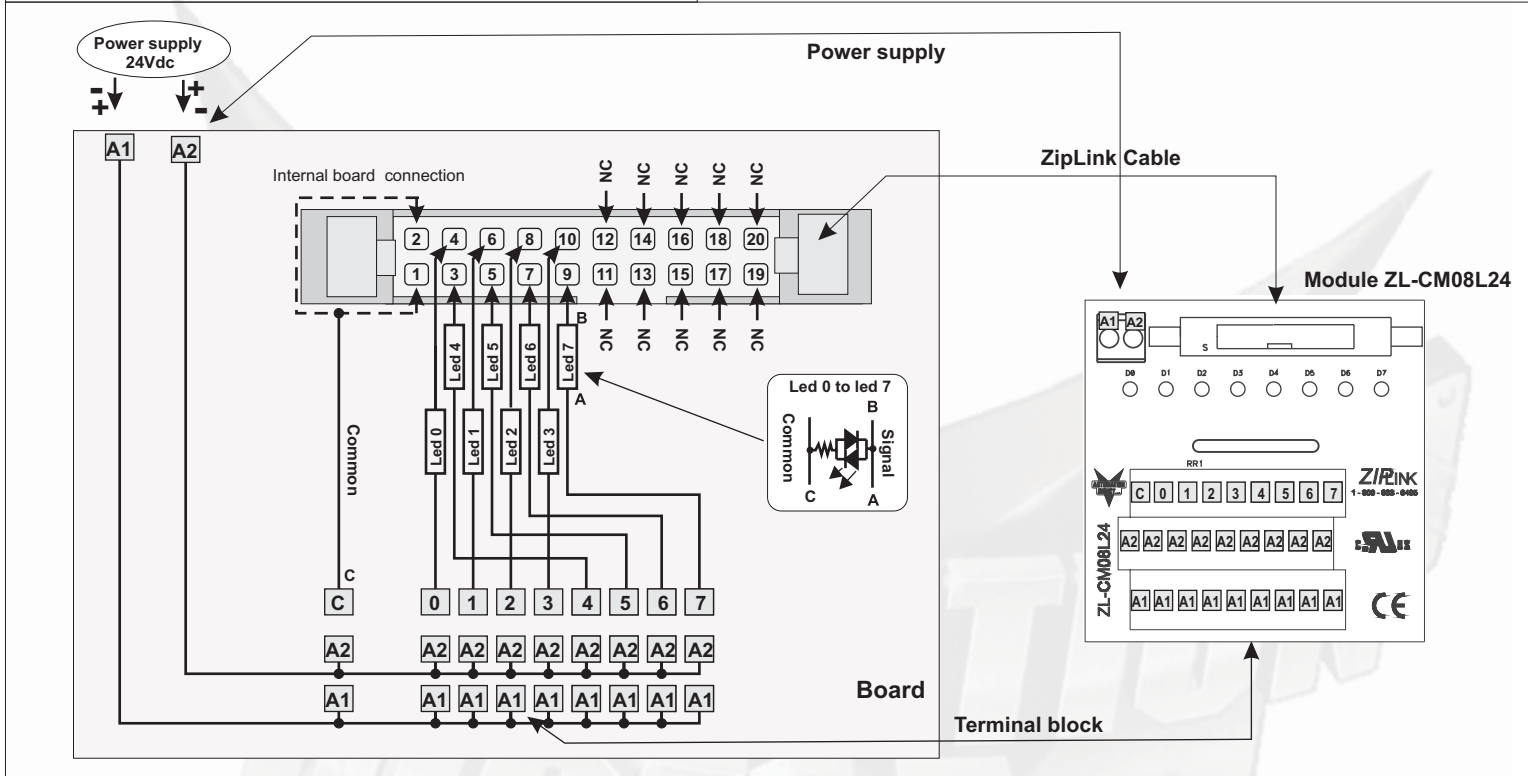 Power supply
24Vdc
- +
+ -
Power supply
A1 A2
ZipLink Cable
Internal board connection
NC NC NC NC NC
2 4 6 8 10 12 14 16 18 20
1 3 5 7 9 11 13 15 17 19
NC NC NC NC NC
B
Led 4 Led 5 Led 6 Led 7
A
Led 0 Led 1 Led 2 Led 3
Common
Led 0 to led 7
B
Common
Signal
C
A
C
C 0 1 2 3 4 5 6 7
A2 A2 A2 A2 A2 A2 A2 A2 A2
A1 A1 A1 A1 A1 A1 A1 A1 A1
Board
Terminal block
Module ZL-CM08L24
A1 A2
S
D0 D1 D2 D3 D4 D5 D6 D7
RR1
ZIPLINK
C 0 1 2 3 4 5 6 7
A2 A2 A2 A2 A2 A2 A2 A2 A2
A1 A1 A1 A1 A1 A1 A1 A1 A1
ZL-CM08L24
CE